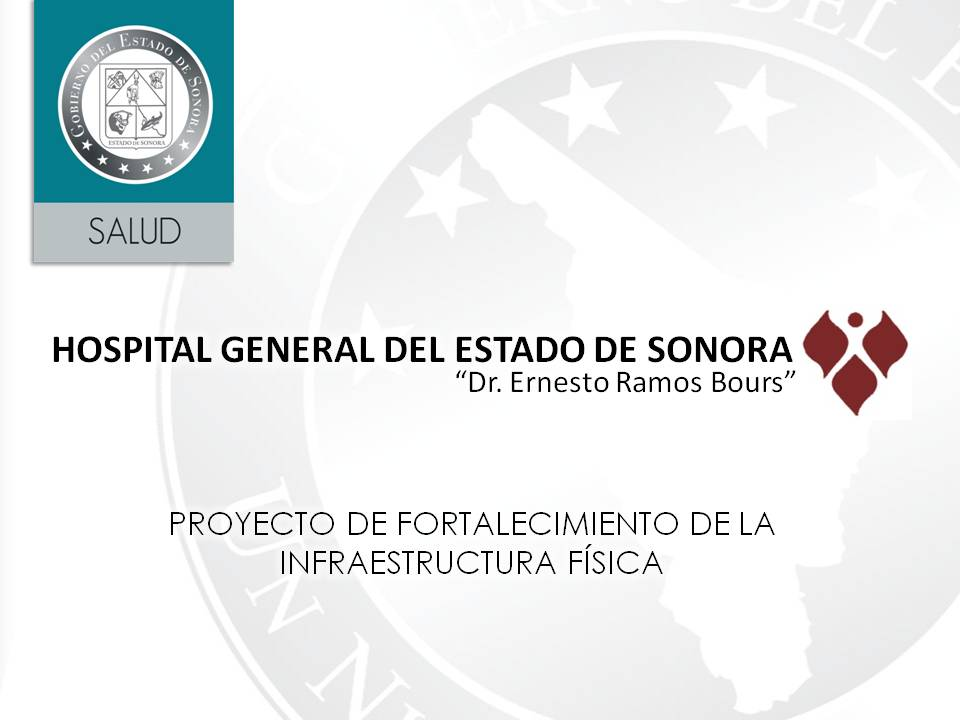 GOBIERNO DEL ESTADO DE SONORA
ESTADO DE SONORA
SALUD
HOSPITAL GENERAL DEL ESTADO DE SONORA
“Dr. Ernesto Ramos Bours”
PROYECTO DE FORTALECIMIENTO DE LA
INFRAESTRUCTURA FÍSICA